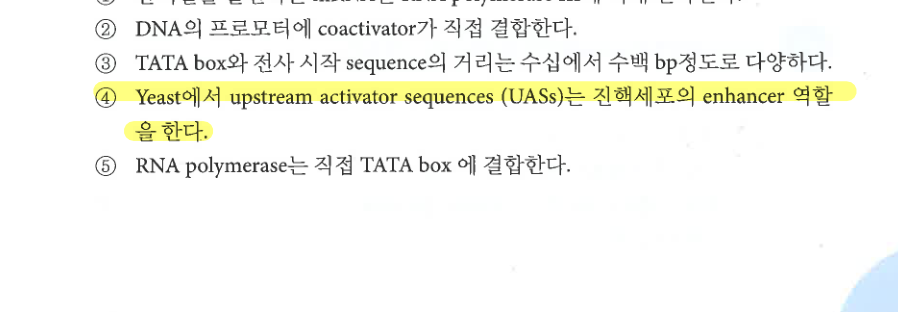 ② DNA의 프로모터에 coactivator가 직접 결합한다.
③ TATA box와 전사 시작 sequence의 거리는 수십에서 수백 bp정도로 다양하다.
④ Yeast에서 upstream activator sequences (UASs)는 진핵세포의 enhancer 역할
을 한다.
⑤ RNA polymerase는 직접 TATA box 에 결합한다.